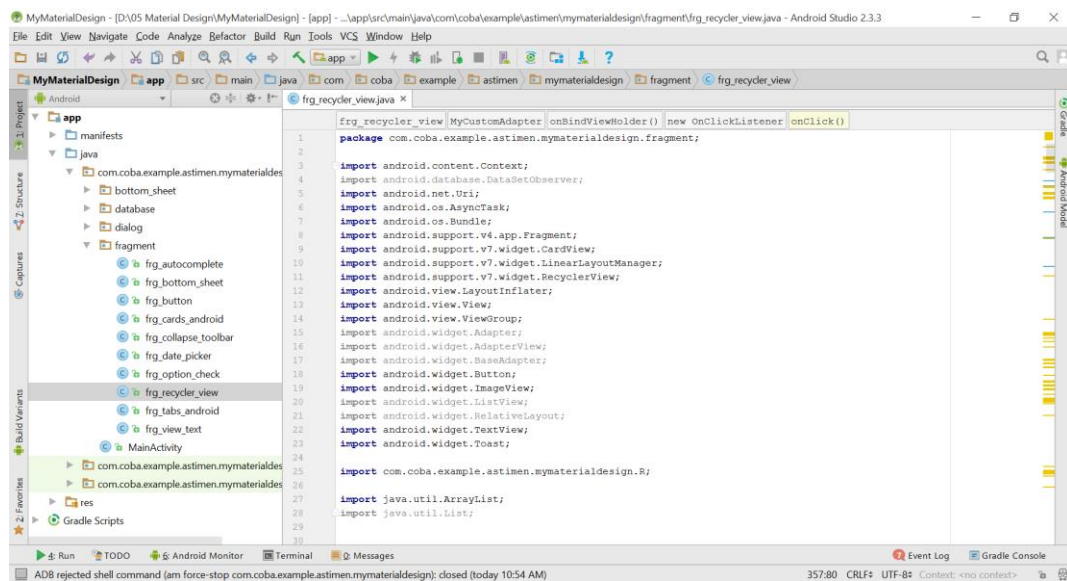 MyMaterialDesign - [D:\05 Material Design\MyMaterialDesign] - [app] - ...\app\src\main\java\com\coba\example\astimen\mymaterialdesign\fragment\frg_recycler_view.java - Android Studio 2.3.3
File Edit View Navigate Code Analyze Refactor Build Run Tools VCS Window Help
app
MyMaterialDesign app src main java com coba example astimen mymaterialdesign fragment frg_recycler_view
Android
frg_recycler_view.java
1: Project
Z: Structure
Captures
Build Variants
2: Favorites
app
manifests
java
com.coba.example.astimen.mymaterialdes
bottom_sheet
database
dialog
fragment
frg_autocomplete
frg_bottom_sheet
frg_button
frg_cards_android
frg_collapse_toolbar
frg_date_picker
frg_option_check
frg_recycler_view
frg_tabs_android
frg_view_text
MainActivity
com.coba.example.astimen.mymaterialdes
com.coba.example.astimen.mymaterialdes
res
Gradle Scripts
frg_recycler_view MyCustomAdapter onBindViewHolder() new OnClickListener onClick()
1 package com.coba.example.astimen.mymaterialdesign.fragment;
2
3 import android.content.Context;
4 import android.database.DataSetObserver;
5 import android.net.Uri;
6 import android.os.AsyncTask;
7 import android.os.Bundle;
8 import android.support.v4.app.Fragment;
9 import android.support.v7.widget.CardView;
10 import android.support.v7.widget.LinearLayoutManager;
11 import android.support.v7.widget.RecyclerView;
12 import android.view.LayoutInflater;
13 import android.view.View;
14 import android.view.ViewGroup;
15 import android.widget.Adapter;
16 import android.widget.AdapterView;
17 import android.widget.BaseAdapter;
18 import android.widget.Button;
19 import android.widget.ImageView;
20 import android.widget.ListView;
21 import android.widget.RelativeLayout;
22 import android.widget.TextView;
23 import android.widget.Toast;
24
25 import com.coba.example.astimen.mymaterialdesign.R;
26
27 import java.util.ArrayList;
28 import java.util.List;
29
30
Gradle
Android Model
4: Run TODO 6: Android Monitor Terminal 0: Messages Event Log Gradle Console
ADB rejected shell command (am force-stop com.coba.example.astimen.mymaterialdesign): closed (today 10:54 AM) 357:80 CRLF UTF-8 Context: <no context>